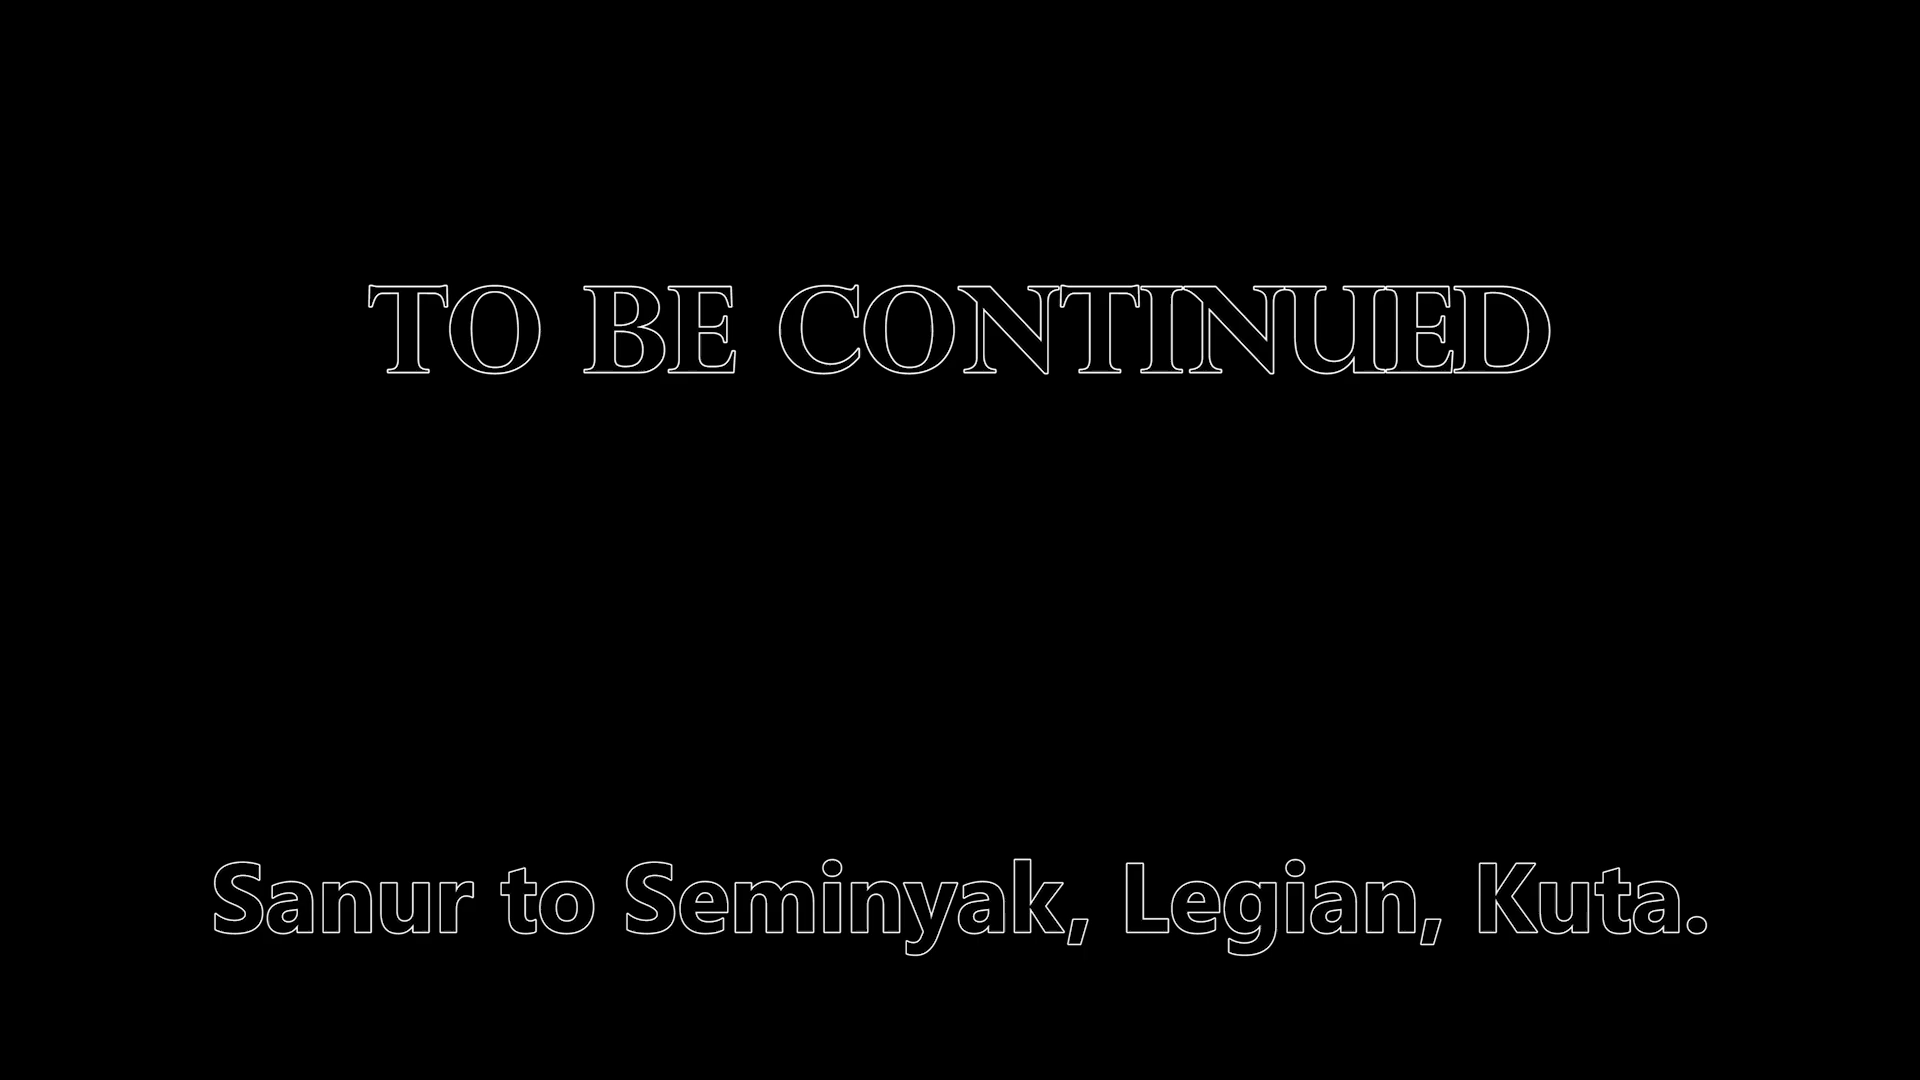 TO BE CONTINUED
Sanur to Seminyak, Legian, Kuta.